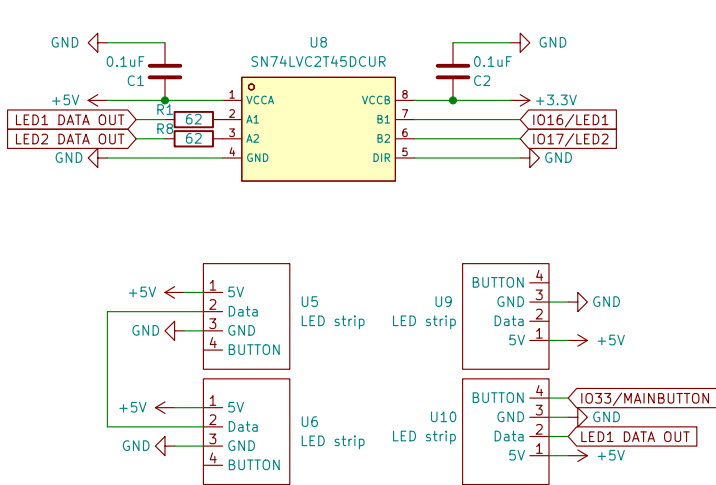 GND
U8
GND
0.1uF
SN74LVC2T45DCUR
0.1uF
C1
C2
+5V
1
VCCA
VCCB
8
+3.3V
LED1 DATA OUT
R1
62
2
A1
B1
7
IO16/LED1
LED2 DATA OUT
R8
62
3
A2
B2
6
IO17/LED2
GND
4
GND
DIR
5
GND
+5V
1
5V
2
Data
GND
3
GND
4
BUTTON
U5
LED strip
BUTTON
4
GND
3
GND
Data
2
5V
1
+5V
U9
LED strip
+5V
1
5V
2
Data
GND
3
GND
4
BUTTON
U6
LED strip
BUTTON
4
IO33/MAINBUTTON
GND
3
GND
Data
2
LED1 DATA OUT
5V
1
+5V
U10
LED strip